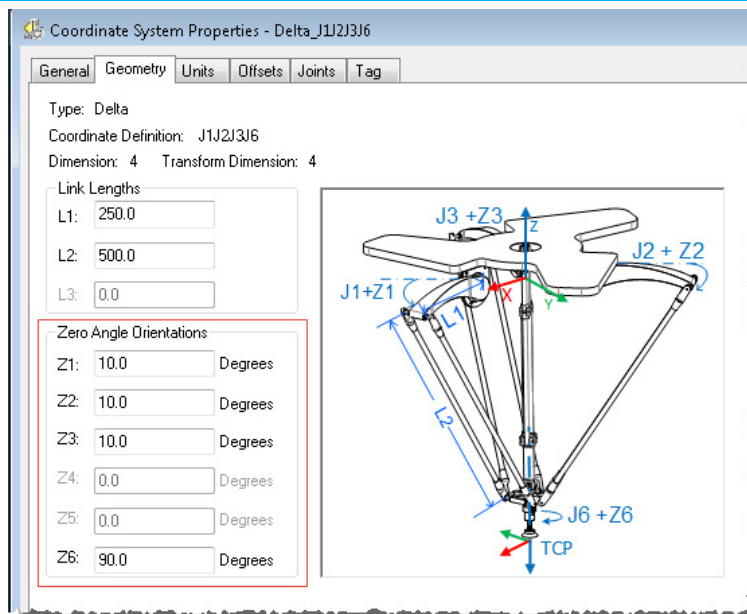 Coordinate System Properties - Delta_J1J2J3J6
General Geometry Units Offsets Joints Tag
Type: Delta
Coordinate Definition: J1J2J3J6
Dimension: 4 Transform Dimension: 4
Link Lengths
L1: 250.0
L2: 500.0
L3: 0.0
Zero Angle Orientations
Z1: 10.0 Degrees
Z2: 10.0 Degrees
Z3: 10.0 Degrees
Z4: 0.0 Degrees
Z5: 0.0 Degrees
Z6: 90.0 Degrees
J3 +Z3
Z
J2 + Z2
J1+Z1
X
Y
L1
L2
J6 +Z6
TCP